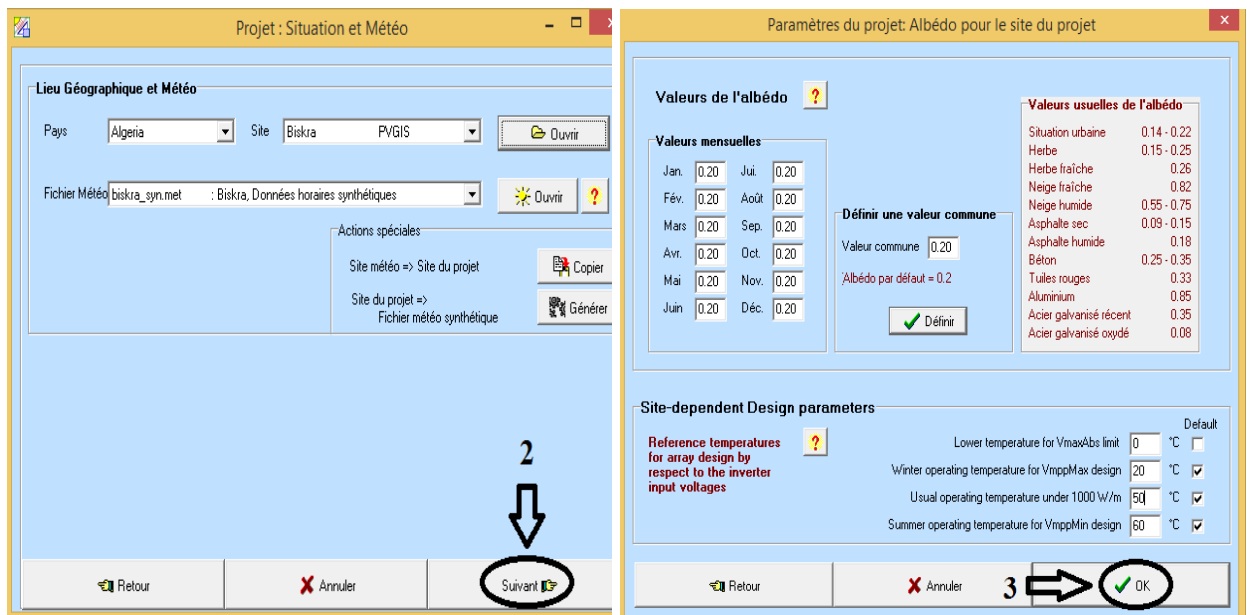 Projet : Situation et Météo
Lieu Géographique et Météo
Pays Algeria Site Biskra PVGIS Ouvrir
Fichier Météo biskra_syn.met : Biskra, Données horaires synthétiques Ouvrir ?
Actions spéciales
Site météo => Site du projet Copier
Site du projet =>
Fichier météo synthétique Générer
2
Retour Annuler Suivant
Paramètres du projet: Albédo pour le site du projet
Valeurs de l'albédo ?
Valeurs mensuelles
Jan. 0.20 Jui. 0.20
Fév. 0.20 Août 0.20
Mars 0.20 Sep. 0.20
Avr. 0.20 Oct. 0.20
Mai 0.20 Nov. 0.20
Juin 0.20 Déc. 0.20
Définir une valeur commune
Valeur commune 0.20
Albédo par défaut = 0.2
Définir
Valeurs usuelles de l'albédo
Situation urbaine 0.14 - 0.22
Herbe 0.15 - 0.25
Herbe fraîche 0.26
Neige fraîche 0.82
Neige humide 0.55 - 0.75
Asphalte sec 0.09 - 0.15
Asphalte humide 0.18
Béton 0.25 - 0.35
Tuiles rouges 0.33
Aluminium 0.85
Acier galvanisé récent 0.35
Acier galvanisé oxydé 0.08
Site-dependent Design parameters
Reference temperatures
for array design by
respect to the inverter
input voltages
?
Default
Lower temperature for VmaxAbs limit 0 °C
Winter operating temperature for VmppMax design 20 °C
Usual operating temperature under 1000 W/m 50 °C
Summer operating temperature for VmppMin design 60 °C
Retour Annuler 3 OK